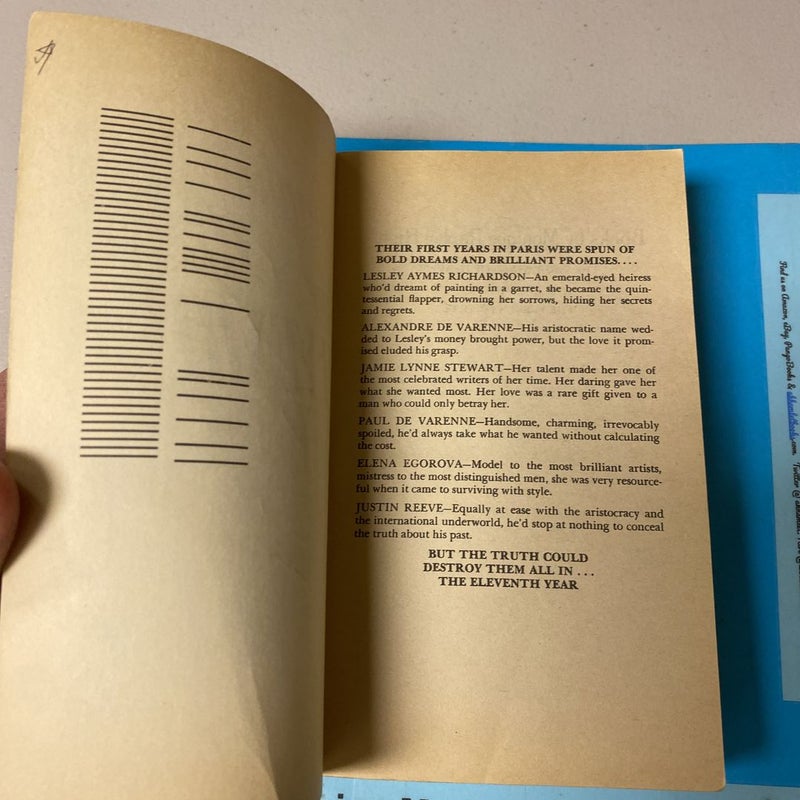 THEIR FIRST YEARS IN PARIS WERE SPUN OF
BOLD DREAMS AND BRILLIANT PROMISES. . . .
LESLEY AYMES RICHARDSON—An emerald-eyed heiress
who'd dreamt of painting in a garret, she became the quin-
tessential flapper, drowning her sorrows, hiding her secrets
and regrets.
ALEXANDRE DE VARENNE—His aristocratic name wed-
ded to Lesley's money brought power, but the love it prom-
ised eluded his grasp.
JAMIE LYNNE STEWART—Her talent made her one of
the most celebrated writers of her time. Her daring gave her
what she wanted most. Her love was a rare gift given to a
man who could only betray her.
PAUL DE VARENNE—Handsome, charming, irrevocably
spoiled, he'd always take what he wanted without calculating
the cost.
ELENA EGOROVA—Model to the most brilliant artists,
mistress to the most distinguished men, she was very resource-
ful when it came to surviving with style.
JUSTIN REEVE—Equally at ease with the aristocracy and
the international underworld, he'd stop at nothing to conceal
the truth about his past.
BUT THE TRUTH COULD
DESTROY THEM ALL IN . . .
THE ELEVENTH YEAR
Find us on Amazon, eBay, PangoBooks &